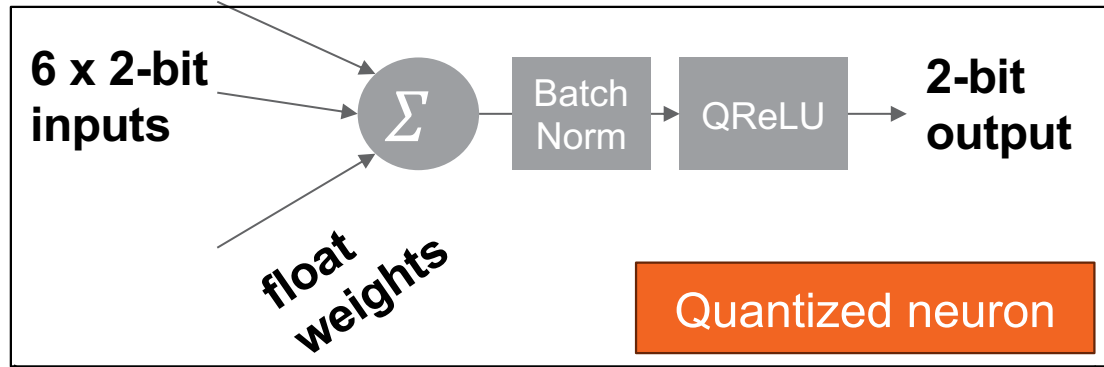 6 x 2-bit
inputs
Σ
Batch
Norm
QReLU
2-bit
output
float
weights
Quantized neuron